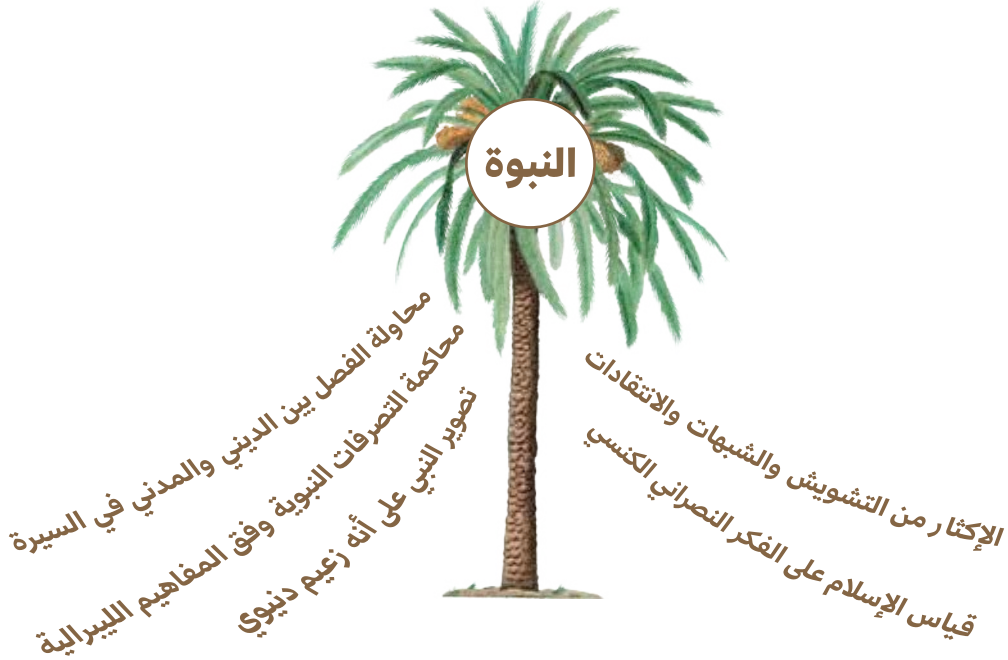 النبوة
الإكثار من التشويش والشبهات والانتقادات
قياس الإسلام على الفكر النصراني الكنسي
محاولة الفصل بين الديني والمدني في السيرة
محاكمة التصرفات النبوية وفق المفاهيم الليبرالية
تصوير النبي على أنه زعيم دنيوي